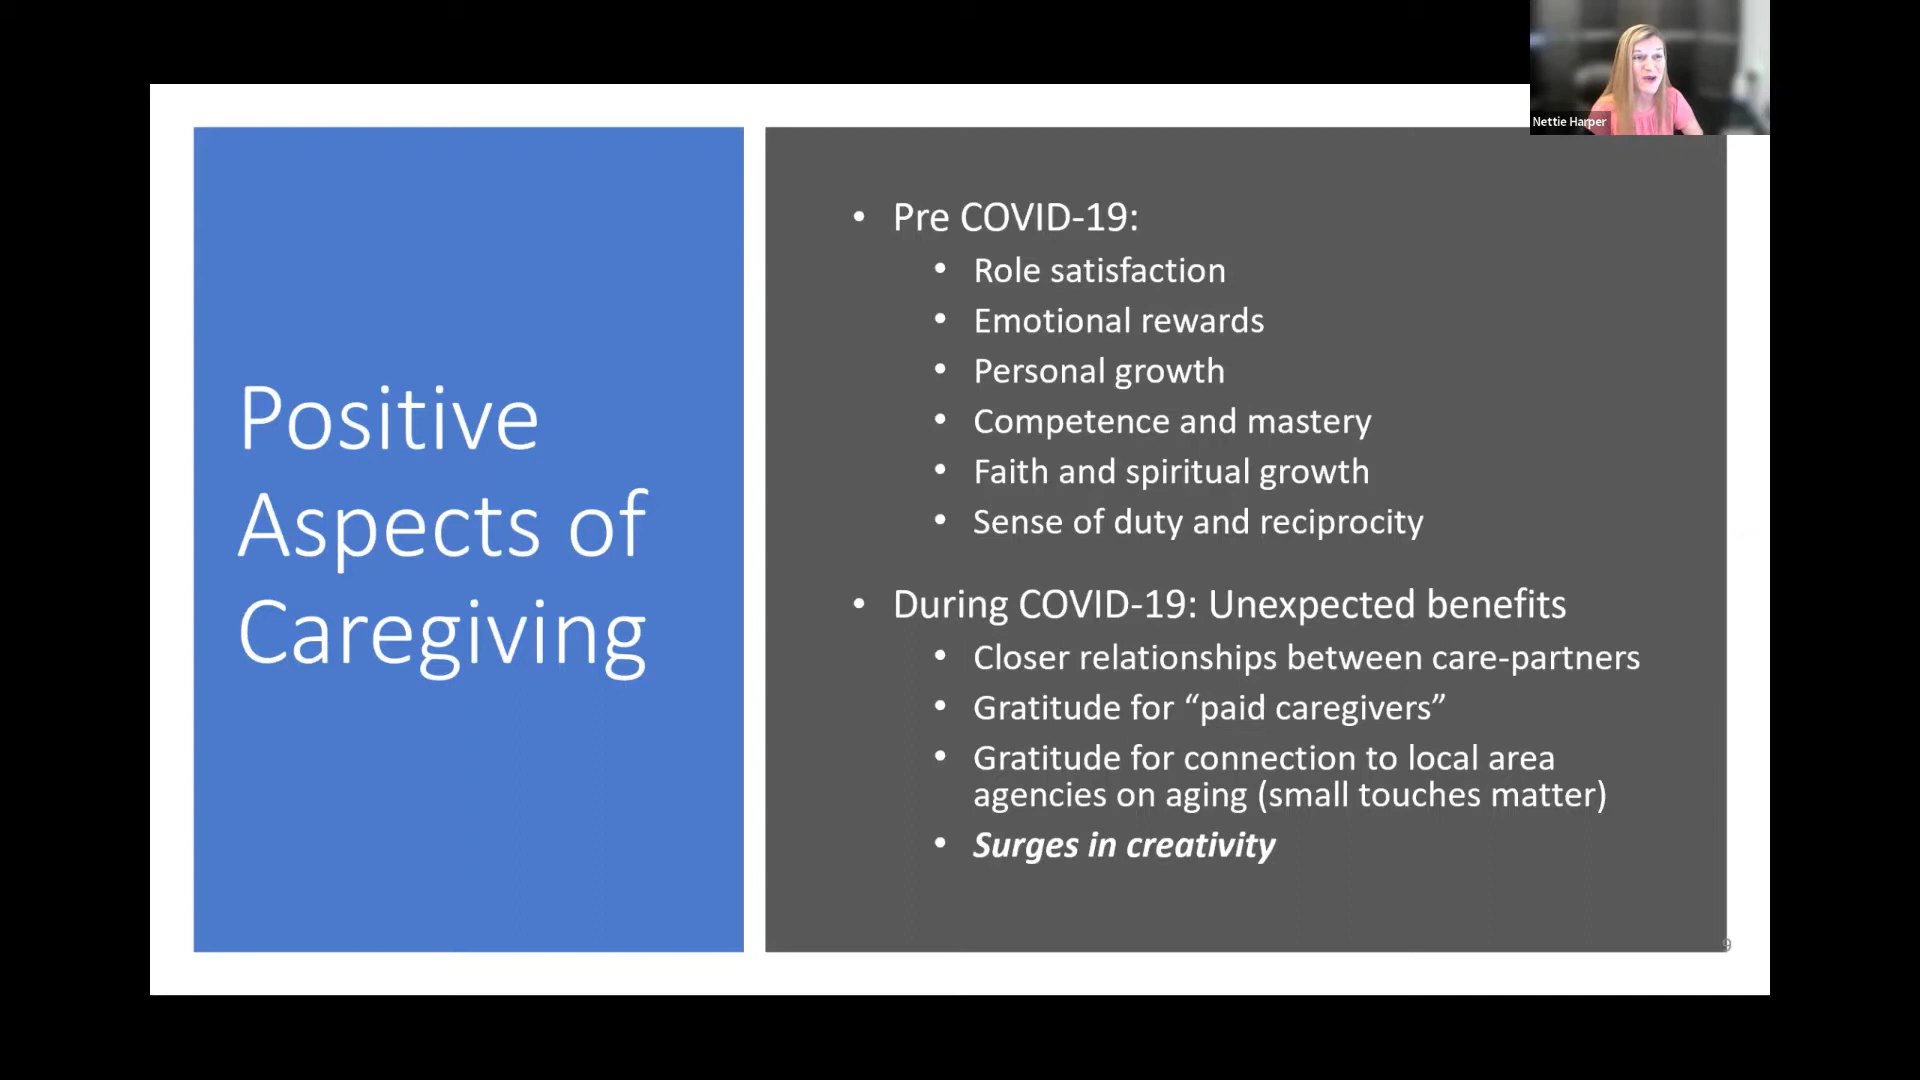 Nettie Harper
Positive
Aspects of
Caregiving
• Pre COVID-19:
• Role satisfaction
• Emotional rewards
• Personal growth
• Competence and mastery
• Faith and spiritual growth
• Sense of duty and reciprocity
• During COVID-19: Unexpected benefits
• Closer relationships between care-partners
• Gratitude for “paid caregivers”
• Gratitude for connection to local area
agencies on aging (small touches matter)
• Surges in creativity
9